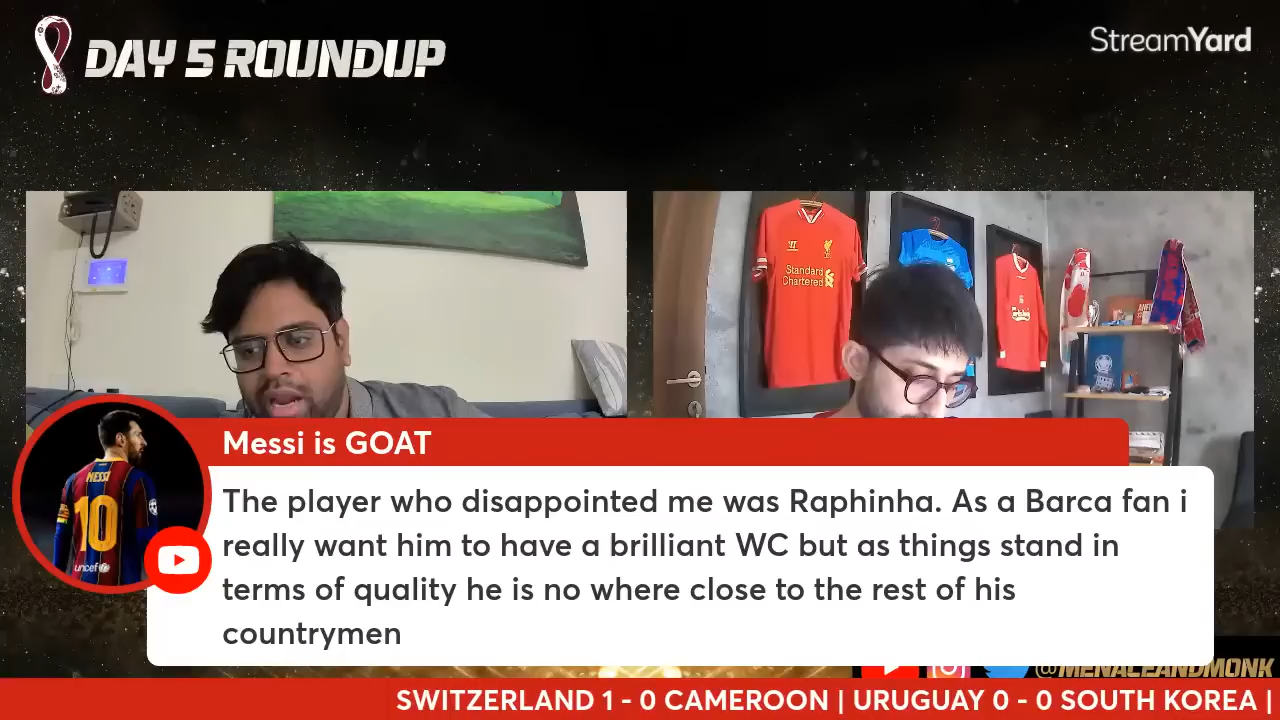 DAY 5 ROUNDUP
StreamYard
Standard
Chartered
Messi is GOAT
MESSI
10
unicef
The player who disappointed me was Raphinha. As a Barca fan i
really want him to have a brilliant WC but as things stand in
terms of quality he is no where close to the rest of his
countrymen
@MENACEANDMONK
SWITZERLAND 1 - 0 CAMEROON | URUGUAY 0 - 0 SOUTH KOREA |